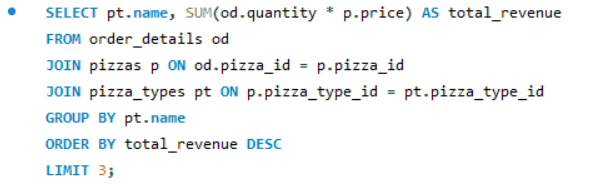 SELECT pt.name, SUM(od.quantity * p.price) AS total_revenue
FROM order_details od
JOIN pizzas p ON od.pizza_id = p.pizza_id
JOIN pizza_types pt ON p.pizza_type_id = pt.pizza_type_id
GROUP BY pt.name
ORDER BY total_revenue DESC
LIMIT 3;